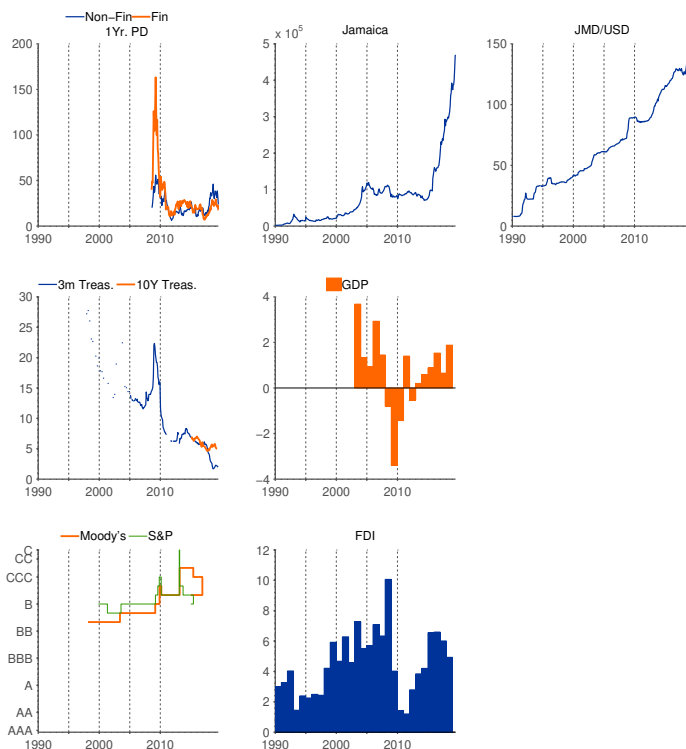 Non−Fin Fin
1Yr. PD
200
150
100
50
0
1990 2000 2010
Jamaica
5 x 10⁵
4
3
2
1
0
1990 2000 2010
JMD/USD
150
100
50
0
1990 2000 2010
3m Treas. 10Y Treas.
30
25
20
15
10
5
0
1990 2000 2010
GDP
4
2
0
−2
−4
1990 2000 2010
Moody's S&P
C
CC
CCC
B
BB
BBB
A
AA
AAA
1990 2000 2010
FDI
12
10
8
6
4
2
0
1990 2000 2010